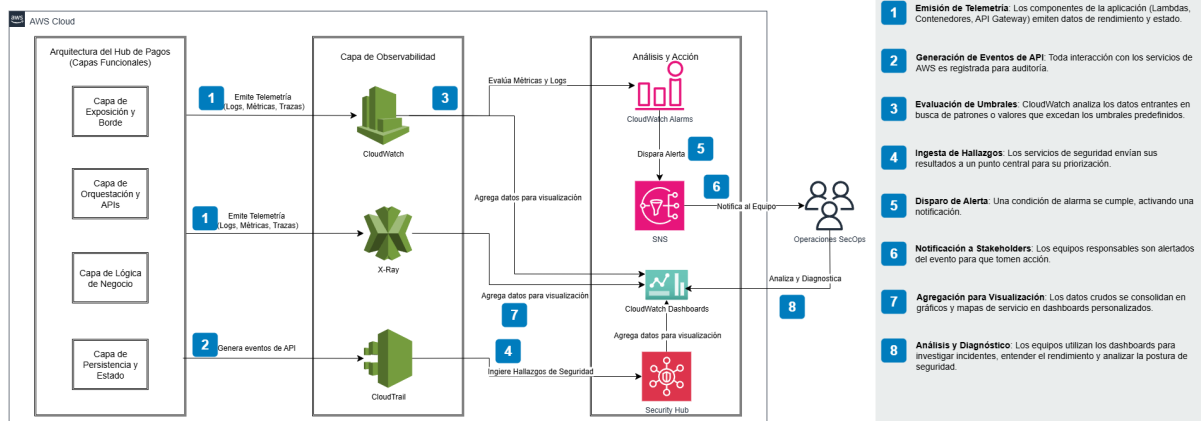 aws
AWS Cloud
Arquitectura del Hub de Pagos
(Capas Funcionales)
Capa de
Exposición y
Borde
Capa de
Orquestación y
APIs
Capa de Lógica
de Negocio
Capa de
Persistencia y
Estado
1
Emite Telemetría
(Logs, Métricas, Trazas)
1
Emite Telemetría
(Logs, Métricas, Trazas)
2
Genera eventos de API
Capa de Observabilidad
3
CloudWatch
X-Ray
CloudTrail
Evalúa Métricas y Logs
Agrega datos para visualización
Agrega datos para visualización
7
4
Ingiere Hallazgos de Seguridad
Análisis y Acción
CloudWatch Alarms
Dispara Alerta
5
SNS
6
Notifica al Equipo
CloudWatch Dashboards
Agrega datos para visualización
Security Hub
Operaciones SecOps
Analiza y Diagnostica
8
1
Emisión de Telemetría: Los componentes de la aplicación (Lambdas,
Contenedores, API Gateway) emiten datos de rendimiento y estado.
2
Generación de Eventos de API: Toda interacción con los servicios de
AWS es registrada para auditoría.
3
Evaluación de Umbrales: CloudWatch analiza los datos entrantes en
busca de patrones o valores que excedan los umbrales predefinidos.
4
Ingesta de Hallazgos: Los servicios de seguridad envían sus
resultados a un punto central para su priorización.
5
Disparo de Alerta: Una condición de alarma se cumple, activando una
notificación.
6
Notificación a Stakeholders: Los equipos responsables son alertados
del evento para que tomen acción.
7
Agregación para Visualización: Los datos crudos se consolidan en
gráficos y mapas de servicio en dashboards personalizados.
8
Análisis y Diagnóstico: Los equipos utilizan los dashboards para
investigar incidentes, entender el rendimiento y analizar la postura de
seguridad.